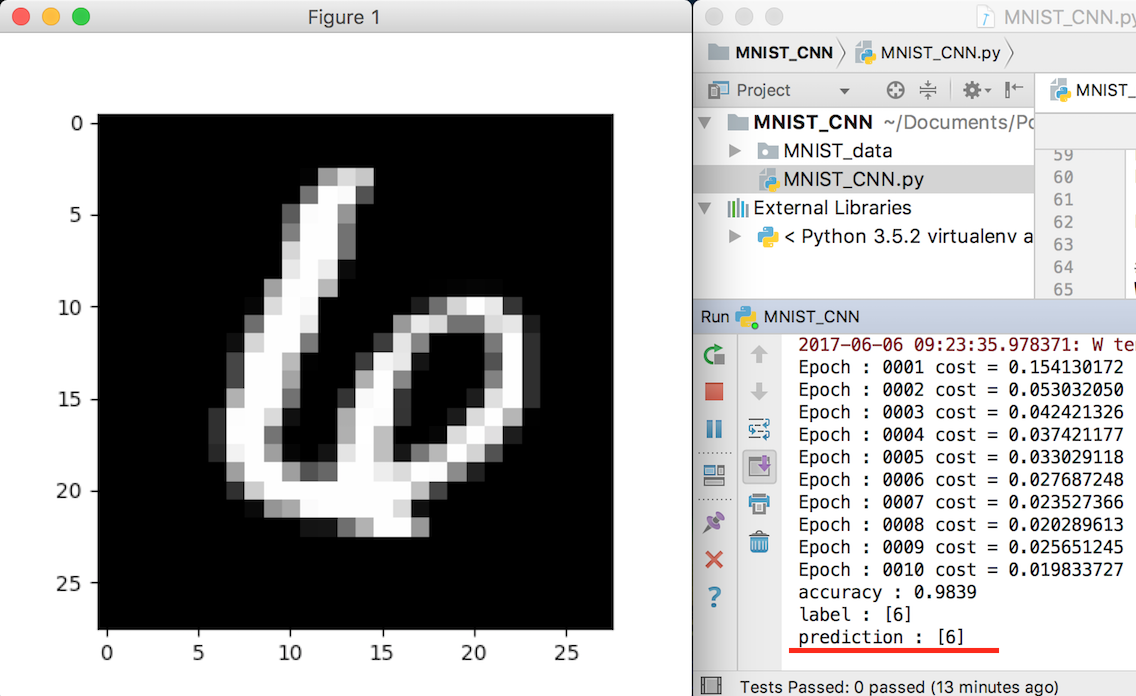 Figure 1
0
5
10
15
20
25
0 5 10 15 20 25
MNIST_CNN.py
MNIST_CNN MNIST_CNN.py
Project
MNIST_
MNIST_CNN ~/Documents/Po
MNIST_data
MNIST_CNN.py
External Libraries
< Python 3.5.2 virtualenv a
59
60
61
62
63
64
65
Run MNIST_CNN
2017-06-06 09:23:35.978371: W te
Epoch : 0001 cost = 0.154130172
Epoch : 0002 cost = 0.053032050
Epoch : 0003 cost = 0.042421326
Epoch : 0004 cost = 0.037421177
Epoch : 0005 cost = 0.033029118
Epoch : 0006 cost = 0.027687248
Epoch : 0007 cost = 0.023527366
Epoch : 0008 cost = 0.020289613
Epoch : 0009 cost = 0.025651245
Epoch : 0010 cost = 0.019833727
accuracy : 0.9839
label : [6]
prediction : [6]
Tests Passed: 0 passed (13 minutes ago)